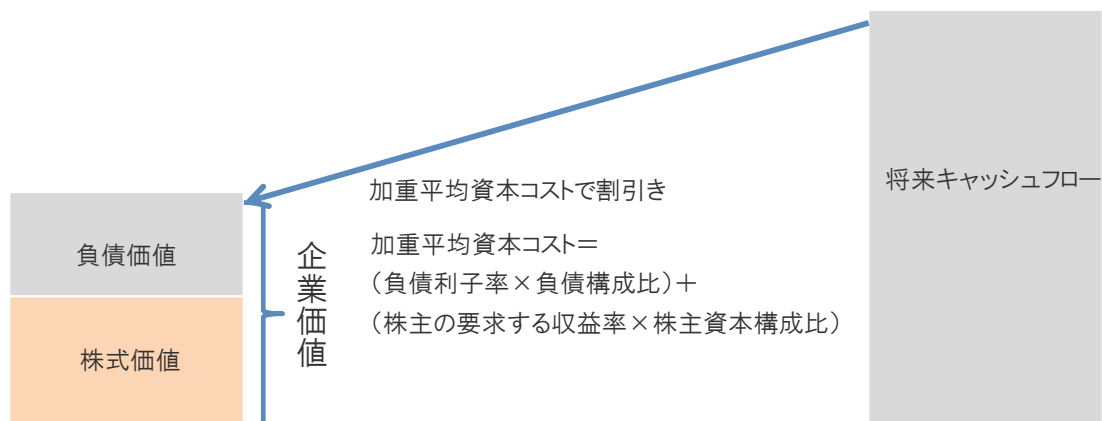 負債価値
株式価値
企業価値
加重平均資本コストで割引き
加重平均資本コスト=
(負債利子率×負債構成比)+
(株主の要求する収益率×株主資本構成比)
将来キャッシュフロー